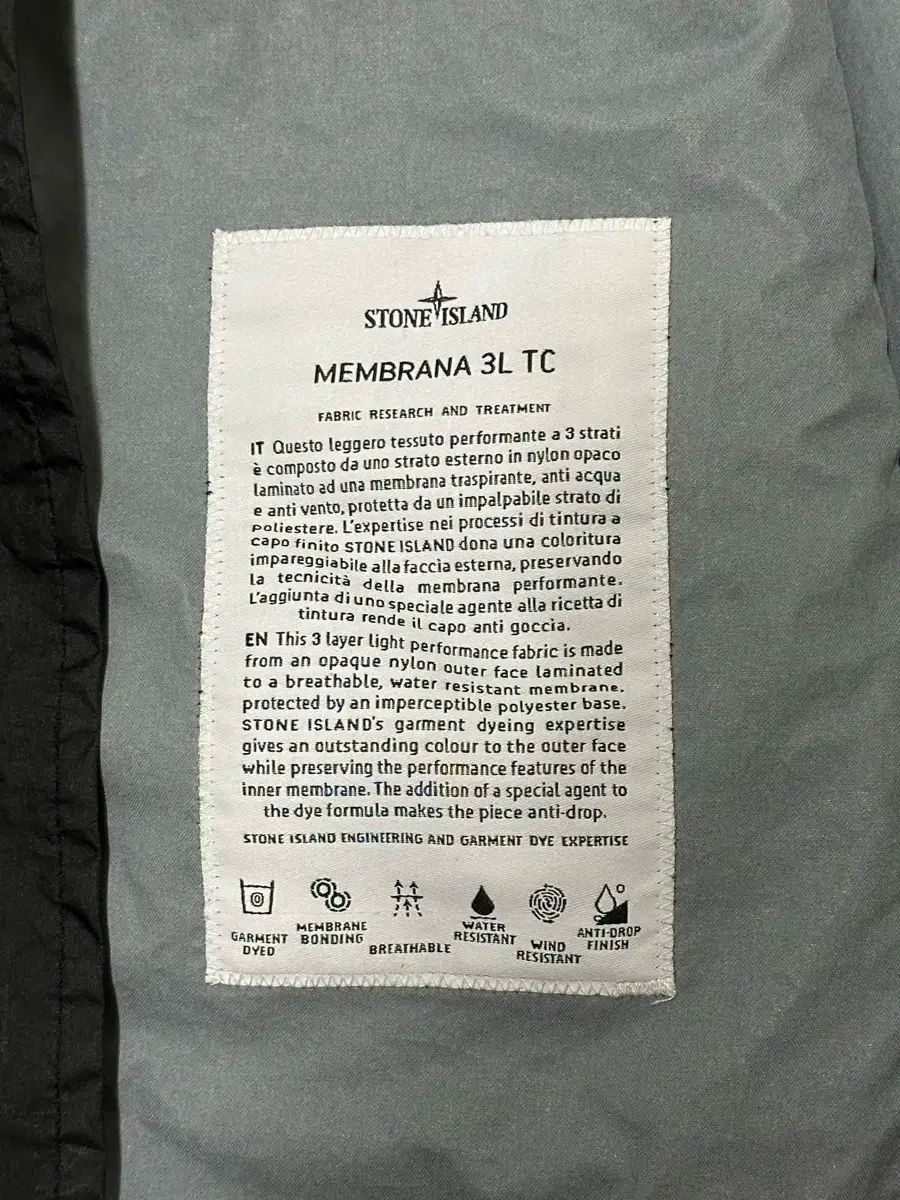 STONE ISLAND
MEMBRANA 3L TC
FABRIC RESEARCH AND TREATMENT
IT Questo leggero tessuto performante a 3 strati
è composto da uno strato esterno in nylon opaco
laminato ad una membrana traspirante, anti acqua
e anti vento, protetta da un impalpabile strato di
poliestere. L'expertise nei processi di tintura a
capo finito STONE ISLAND dona una coloritura
impareggiabile alla faccia esterna, preservando
la tecnicità della membrana performante.
L'aggiunta di uno speciale agente alla ricetta di
tintura rende il capo anti goccia.
EN This 3 layer light performance fabric is made
from an opaque nylon outer face laminated
to a breathable, water resistant membrane,
protected by an imperceptible polyester base.
STONE ISLAND's garment dyeing expertise
gives an outstanding colour to the outer face
while preserving the performance features of the
inner membrane. The addition of a special agent to
the dye formula makes the piece anti-drop.
STONE ISLAND ENGINEERING AND GARMENT DYE EXPERTISE
GARMENT
DYED
MEMBRANE
BONDING
BREATHABLE
WATER
RESISTANT
WIND
RESISTANT
ANTI-DROP
FINISH